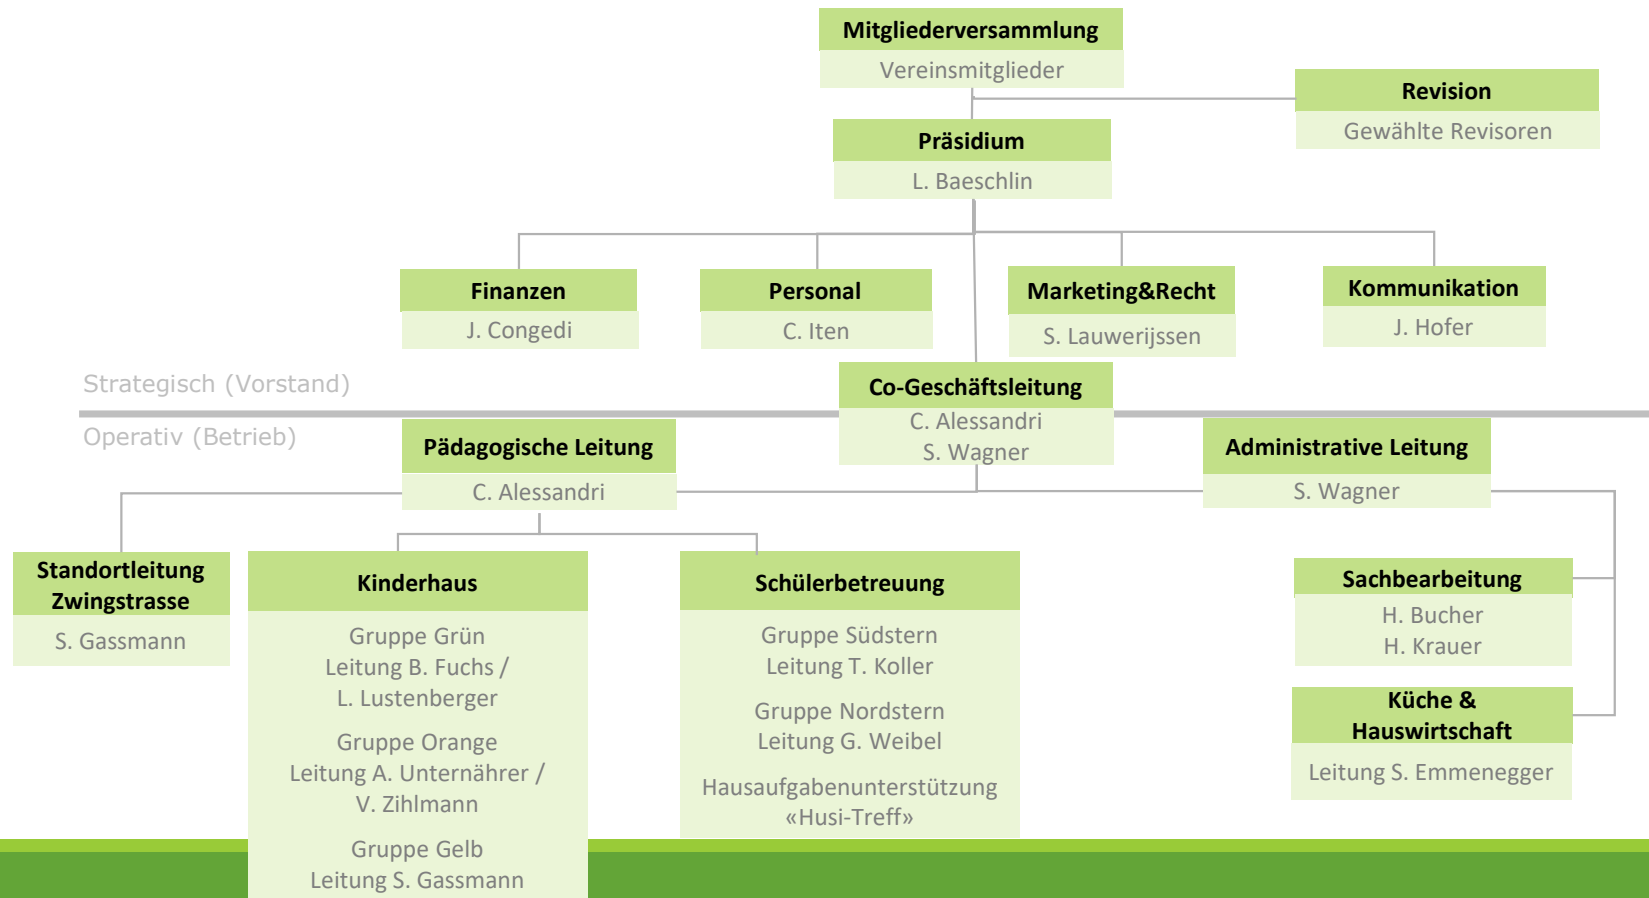 Mitgliederversammlung
Vereinsmitglieder
Revision
Gewählte Revisoren
Präsidium
L. Baeschlin
Finanzen
J. Congedi
Personal
C. Iten
Marketing&Recht
S. Lauwerijssen
Kommunikation
J. Hofer
Strategisch (Vorstand)
Operativ (Betrieb)
Co-Geschäftsleitung
C. Alessandri
S. Wagner
Pädagogische Leitung
C. Alessandri
Administrative Leitung
S. Wagner
Standortleitung
Zwingstrasse
S. Gassmann
Kinderhaus
Gruppe Grün
Leitung B. Fuchs /
L. Lustenberger
Gruppe Orange
Leitung A. Unternährer /
V. Zihlmann
Gruppe Gelb
Leitung S. Gassmann
Schülerbetreuung
Gruppe Südstern
Leitung T. Koller
Gruppe Nordstern
Leitung G. Weibel
Hausaufgabenunterstützung
«Husi-Treff»
Sachbearbeitung
H. Bucher
H. Krauer
Küche &
Hauswirtschaft
Leitung S. Emmenegger